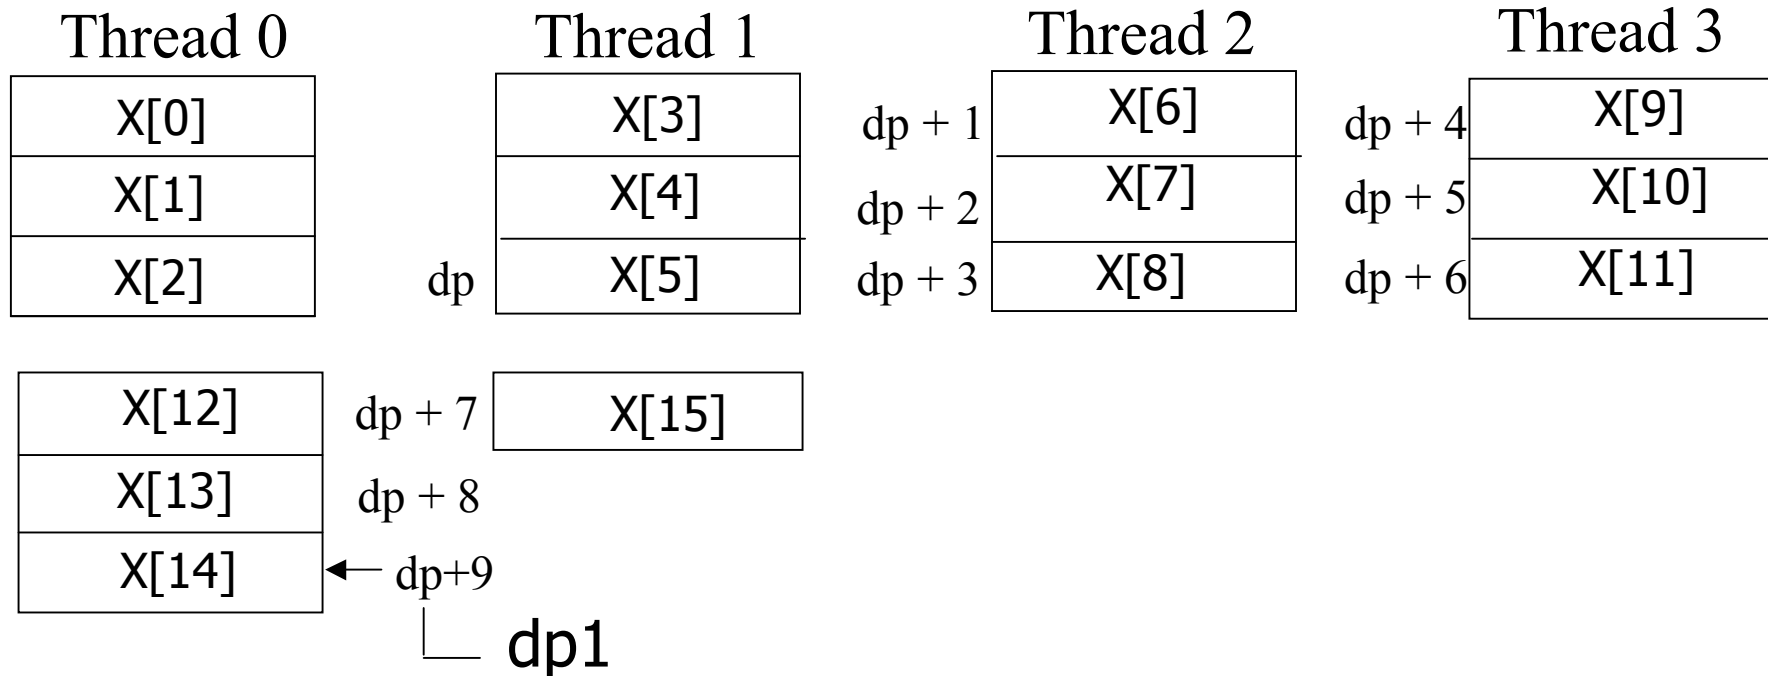 Thread 0 Thread 1 Thread 2 Thread 3
X[0] X[3] dp + 1 X[6] dp + 4 X[9]
X[1] X[4] dp + 2 X[7] dp + 5 X[10]
X[2] dp X[5] dp + 3 X[8] dp + 6 X[11]
X[12] dp + 7 X[15]
X[13] dp + 8
X[14] dp+9
dp1